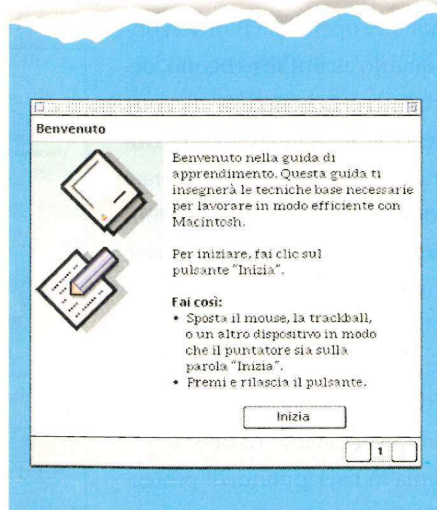 Benvenuto
Benvenuto nella guida di
apprendimento. Questa guida ti
insegnerà le tecniche base necessarie
per lavorare in modo efficiente con
Macintosh.
Per iniziare, fai clic sul
pulsante "Inizia".
Fai così:
• Sposta il mouse, la trackball,
o un altro dispositivo in modo
che il puntatore sia sulla
parola "Inizia".
• Premi e rilascia il pulsante.
Inizia
1